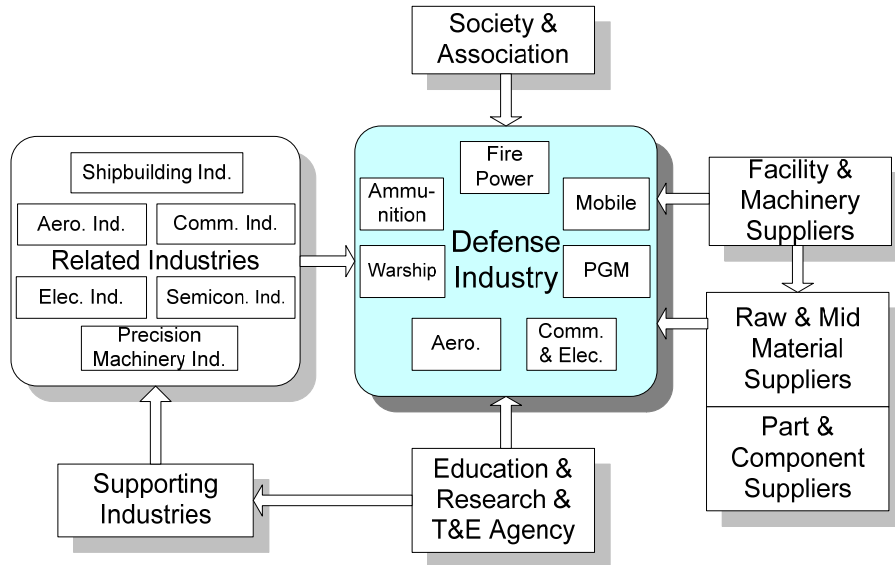 Society &
Association
Shipbuilding Ind.
Aero. Ind.
Comm. Ind.
Related Industries
Elec. Ind.
Semicon. Ind.
Precision
Machinery Ind.
Fire
Power
Ammu-
nition
Mobile
Defense
Industry
Warship
PGM
Aero.
Comm.
& Elec.
Facility &
Machinery
Suppliers
Raw & Mid
Material
Suppliers
Part &
Component
Suppliers
Supporting
Industries
Education &
Research &
T&E Agency